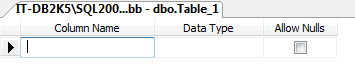 IT-DB2K5\SQL200...bb - dbo.Table_1
Column Name Data Type Allow Nulls